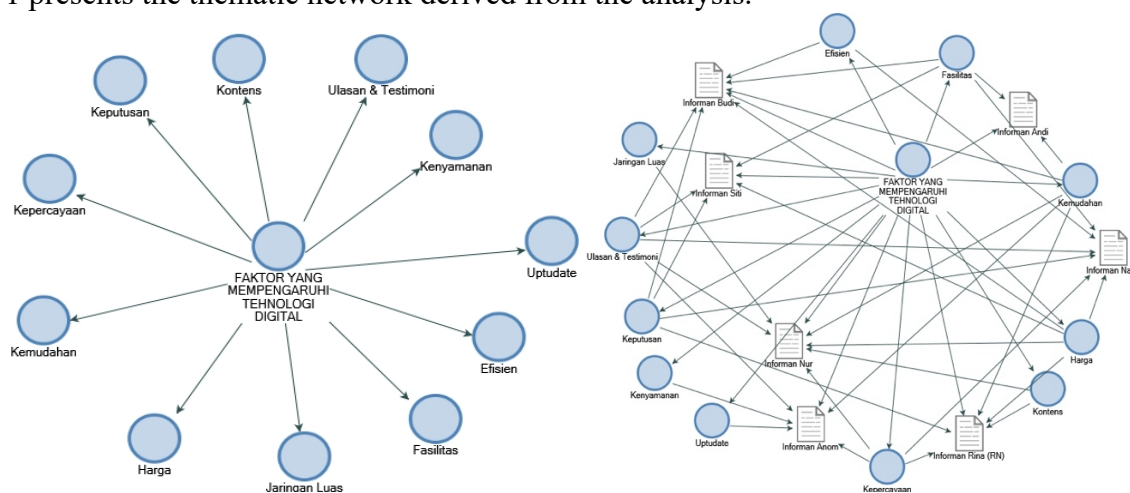 1 presents the thematic network derived from the analysis.
Keputusan
Kontens
Ulasan & Testimoni
Kenyamanan
Kepercayaan
Uptudate
FAKTOR YANG
MEMPENGARUHI
TEHNOLOGI
DIGITAL
Kemudahan
Efisien
Harga
Jaringan Luas
Fasilitas
Efisien
Fasilitas
Informan Budi
Informan Andi
Jaringan Luas
Informan Siti
FAKTOR YANG
MEMPENGARUHI
TEHNOLOGI
DIGITAL
Kemudahan
Ulasan & Testimoni
Informan Na
Keputusan
Informan Nur
Harga
Kenyamanan
Kontens
Uptudate
Informan Anom
Informan Rina (RN)
Kepercayaan